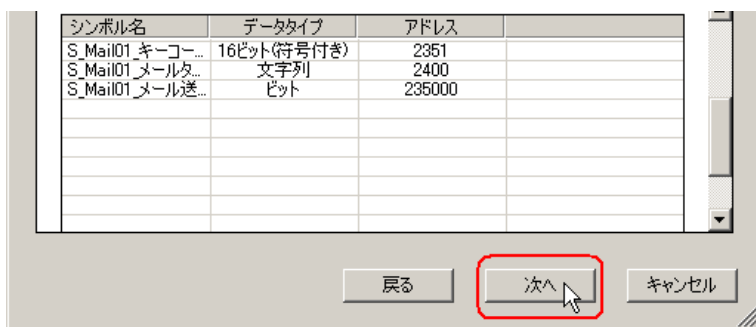 シンボル名 データタイプ アドレス
S_Mail01_キーコー... 16ビット(符号付き) 2351
S_Mail01_メールタ... 文字列 2400
S_Mail01_メール送... ビット 235000
戻る 次へ キャンセル